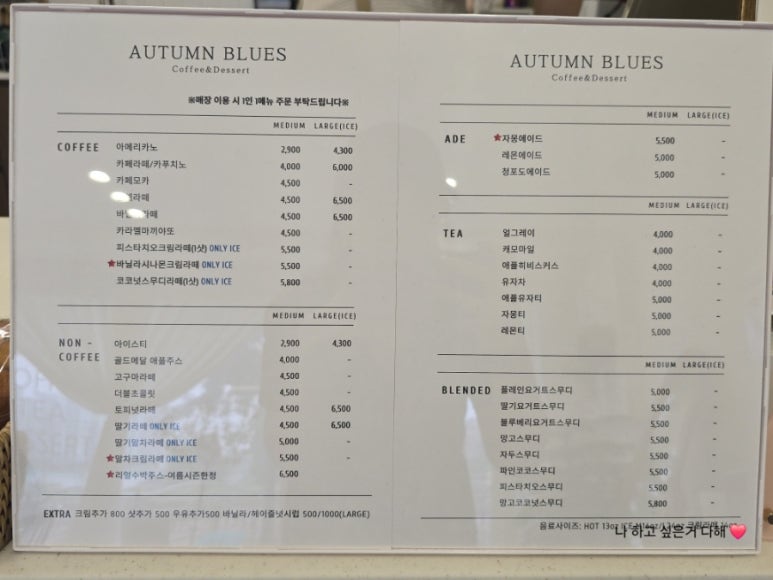 AUTUMN BLUES
Coffee&Dessert
※매장 이용 시 1인 1메뉴 주문 부탁드립니다※
MEDIUM LARGE(ICE)
COFFEE 아메리카노 2,900 4,300
카페라떼/카푸치노 4,000 6,000
카페모카 4,500 -
라떼 4,500 6,500
바 라떼 4,500 6,500
카라멜마끼아또 4,500 -
피스타치오크림라떼(1샷) ONLY ICE 5,500 -
★바닐라시나몬크림라떼 ONLY ICE 5,500 -
코코넛스무디라떼(1샷) ONLY ICE 5,800 -
MEDIUM LARGE(ICE)
NON - COFFEE 아이스티 2,900 4,300
골드메달 애플주스 4,000 -
고구마라떼 4,500 -
더블초콜릿 4,500 -
토피넛라떼 4,500 6,500
딸기라떼 ONLY ICE 4,500 6,500
딸기말차라떼 ONLY ICE 5,000 -
★말차크림라떼 ONLY ICE 5,500 -
★리얼수박주스-여름시즌한정 6,500
EXTRA 크림추가 800 샷추가 500 우유추가500 바닐라/헤이즐넛시럽 500/1000(LARGE)
AUTUMN BLUES
Coffee&Dessert
MEDIUM LARGE(ICE)
ADE ★자몽에이드 5,500 -
레몬에이드 5,000 -
청포도에이드 5,000 -
MEDIUM LARGE(ICE)
TEA 얼그레이 4,000 -
캐모마일 4,000 -
애플히비스커스 4,000 -
유자차 4,000 -
애플유자티 5,000 -
자몽티 5,000 -
레몬티 5,000 -
MEDIUM LARGE(ICE)
BLENDED 플레인요거트스무디 5,000 -
딸기요거트스무디 5,500 -
블루베리요거트스무디 5,500 -
망고스무디 5,500 -
자두스무디 5,500 -
파인코코스무디 5,500 -
피스타치오스무디 5,500 -
망고코코넛스무디 5,800 -
음료사이즈: HOT 13oz ICE
나 하고 싶은거 다해❤️